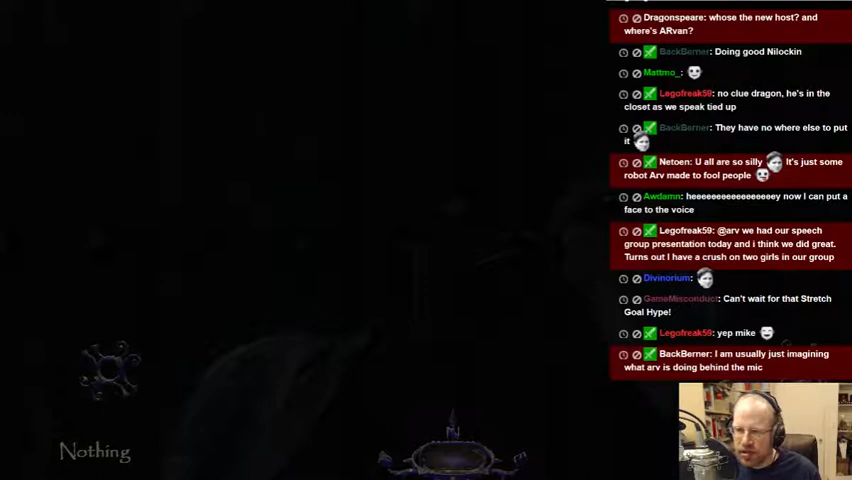 Dragonspeare: whose the new host? and
where's ARvan?
BackBerner: Doing good Nilockin
Mattmo_:
Legofreak59: no clue dragon, he's in the
closet as we speak tied up
BackBerner: They have no where else to put
it
Netoen: U all are so silly It's just some
robot Arv made to fool people
Awdamn: heeeeeeeeeeeeeeeey now I can put a
face to the voice
Legofreak59: @arv we had our speech
group presentation today and i think we did great.
Turns out I have a crush on two girls in our group
Divinorium:
GameMisconduct: Can't wait for that Stretch
Goal Hype!
Legofreak59: yep mike
BackBerner: I am usually just imagining
what arv is doing behind the mic
N
Nothing